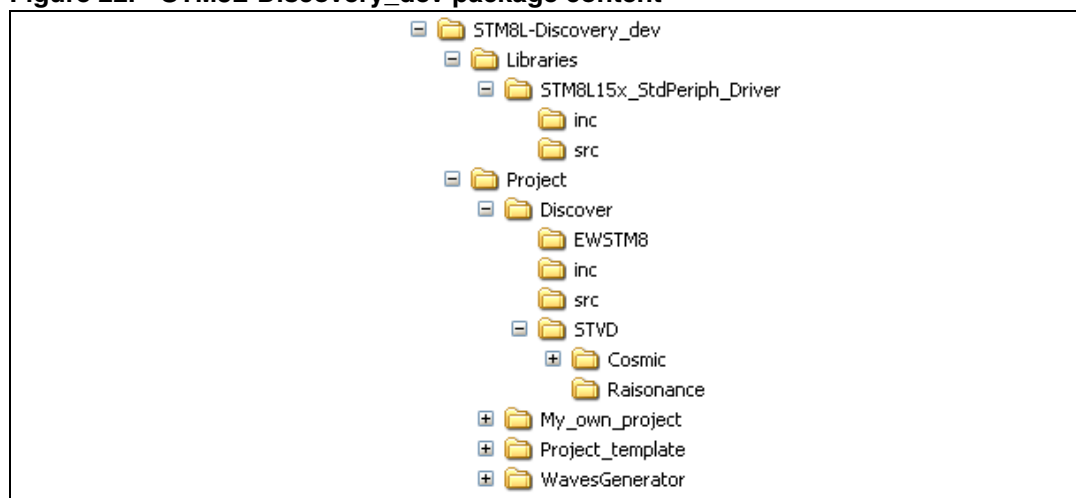 STM8L-Discovery_dev
Libraries
STM8L15x_StdPeriph_Driver
inc
src
Project
Discover
EWSTM8
inc
src
STVD
Cosmic
Raisonance
My_own_project
Project_template
WavesGenerator